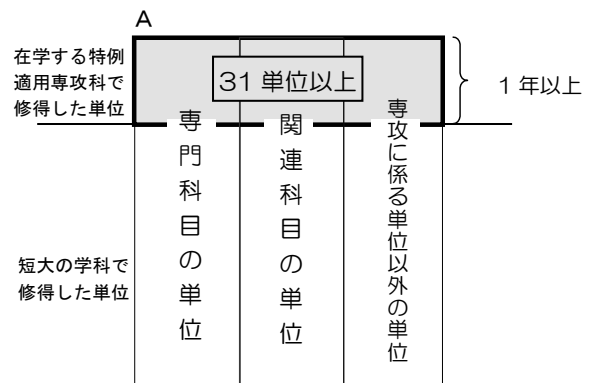 A
在学する特例
適用専攻科で
修得した単位
31 単位以上
1 年以上
専門科目の単位
関連科目の単位
専攻に係る単位以外の単位
短大の学科で
修得した単位